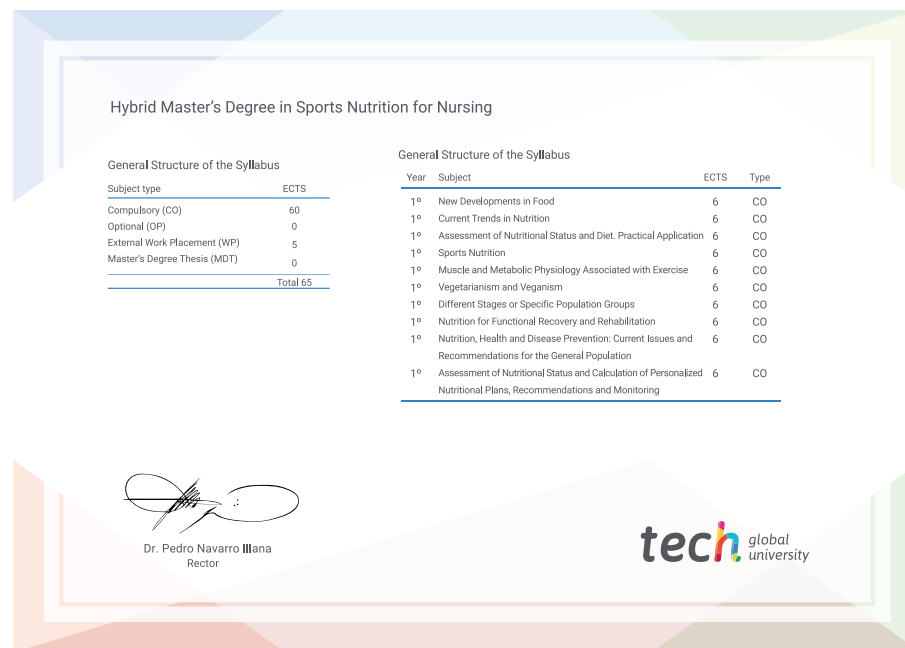 Hybrid Master's Degree in Sports Nutrition for Nursing
General Structure of the Syllabus
Subject type ECTS
Compulsory (CO) 60
Optional (OP) 0
External Work Placement (WP) 5
Master's Degree Thesis (MDT) 0
Total 65
General Structure of the Syllabus
Year Subject ECTS Type
1º New Developments in Food 6 CO
1º Current Trends in Nutrition 6 CO
1º Assessment of Nutritional Status and Diet. Practical Application 6 CO
1º Sports Nutrition 6 CO
1º Muscle and Metabolic Physiology Associated with Exercise 6 CO
1º Vegetarianism and Veganism 6 CO
1º Different Stages or Specific Population Groups 6 CO
1º Nutrition for Functional Recovery and Rehabilitation 6 CO
1º Nutrition, Health and Disease Prevention: Current Issues and 6 CO
Recommendations for the General Population
1º Assessment of Nutritional Status and Calculation of Personalized 6 CO
Nutritional Plans, Recommendations and Monitoring
Dr. Pedro Navarro Illana
Rector
tech global
university